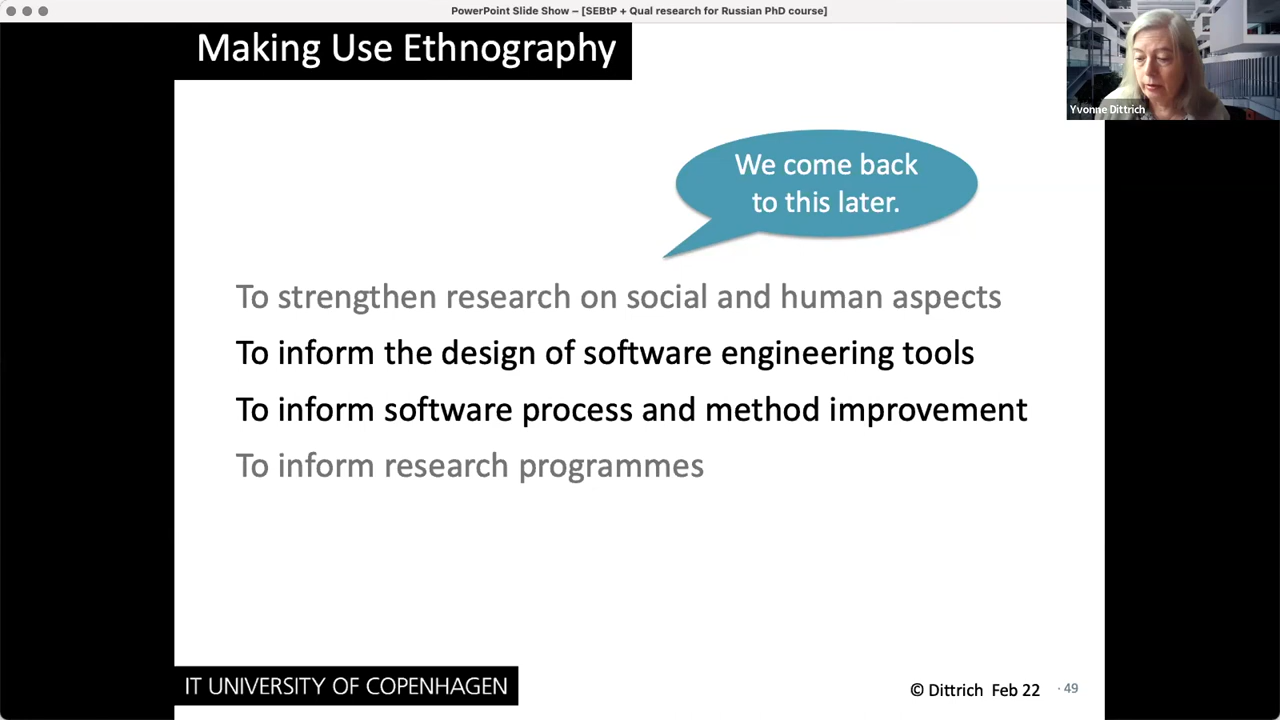 PowerPoint Slide Show – [SEBtP + Qual research for Russian PhD course]
Making Use Ethnography
Yvonne Dittrich
We come back
to this later.
To strengthen research on social and human aspects
To inform the design of software engineering tools
To inform software process and method improvement
To inform research programmes
IT UNIVERSITY OF COPENHAGEN
© Dittrich Feb 22 · 49